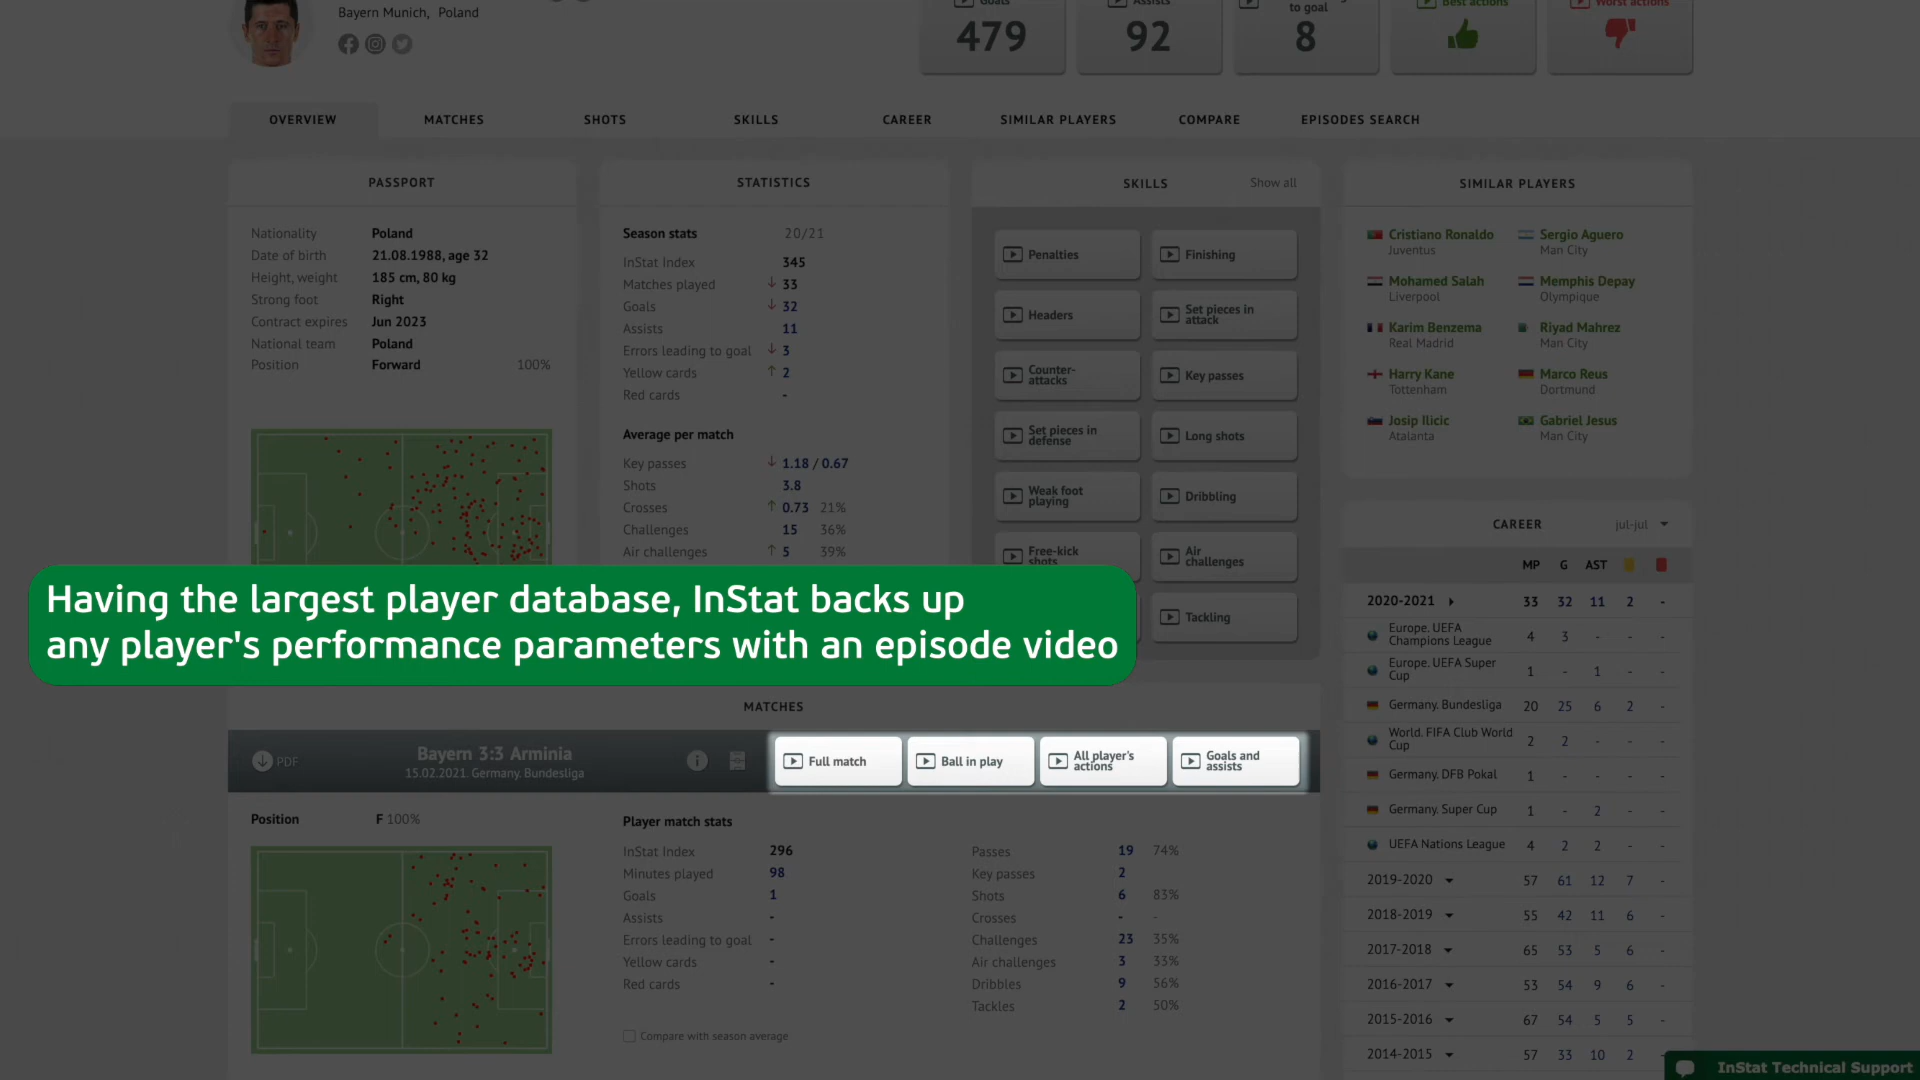 Bayern Munich, Poland
Goals
479
Assists
92
to goal
8
Best actions
Worst actions
OVERVIEW
MATCHES
SHOTS
SKILLS
CAREER
SIMILAR PLAYERS
COMPARE
EPISODES SEARCH
PASSPORT
Nationality Poland
Date of birth 21.08.1988, age 32
Height, weight 185 cm, 80 kg
Strong foot Right
Contract expires Jun 2023
National team Poland
Position Forward 100%
STATISTICS
Season stats 20/21
InStat Index 345
Matches played ↓ 33
Goals ↓ 32
Assists 11
Errors leading to goal ↓ 3
Yellow cards ↑ 2
Red cards -
Average per match
Key passes ↓ 1.18 / 0.67
Shots 3.8
Crosses ↑ 0.73 21%
Challenges 15 36%
Air challenges ↑ 5 39%
SKILLS Show all
Penalties
Finishing
Headers
Set pieces in
attack
Counter-
attacks
Key passes
Set pieces in
defense
Long shots
Weak foot
playing
Dribbling
Free-kick
shots
Air
challenges
Tackling
SIMILAR PLAYERS
Cristiano Ronaldo
Juventus
Sergio Aguero
Man City
Mohamed Salah
Liverpool
Memphis Depay
Olympique
Karim Benzema
Real Madrid
Riyad Mahrez
Man City
Harry Kane
Tottenham
Marco Reus
Dortmund
Josip Ilicic
Atalanta
Gabriel Jesus
Man City
Having the largest player database, InStat backs up
any player's performance parameters with an episode video
CAREER jul-jul
MP G AST
2020-2021 33 32 11 2 -
Europe. UEFA
Champions League 4 3 - - -
Europe. UEFA Super
Cup 1 - 1 - -
Germany. Bundesliga 20 25 6 2 -
World. FIFA Club World
Cup 2 2 - - -
Germany. DFB Pokal 1 - - - -
Germany. Super Cup 1 - 2 - -
UEFA Nations League 4 2 2 - -
2019-2020 57 61 12 7 -
2018-2019 55 42 11 6 -
2017-2018 65 53 5 6 -
2016-2017 53 54 9 6 -
2015-2016 67 54 5 5 -
2014-2015 57 33 10 2 -
MATCHES
PDF
Bayern 3:3 Arminia
15.02.2021. Germany. Bundesliga
Full match
Ball in play
All player's
actions
Goals and
assists
Position F 100%
Player match stats
InStat Index 296
Minutes played 98
Goals 1
Assists -
Errors leading to goal -
Yellow cards -
Red cards -
Passes 19 74%
Key passes 2
Shots 6 83%
Crosses - -
Challenges 23 35%
Air challenges 3 33%
Dribbles 9 56%
Tackles 2 50%
Compare with season average
InStat Technical Support